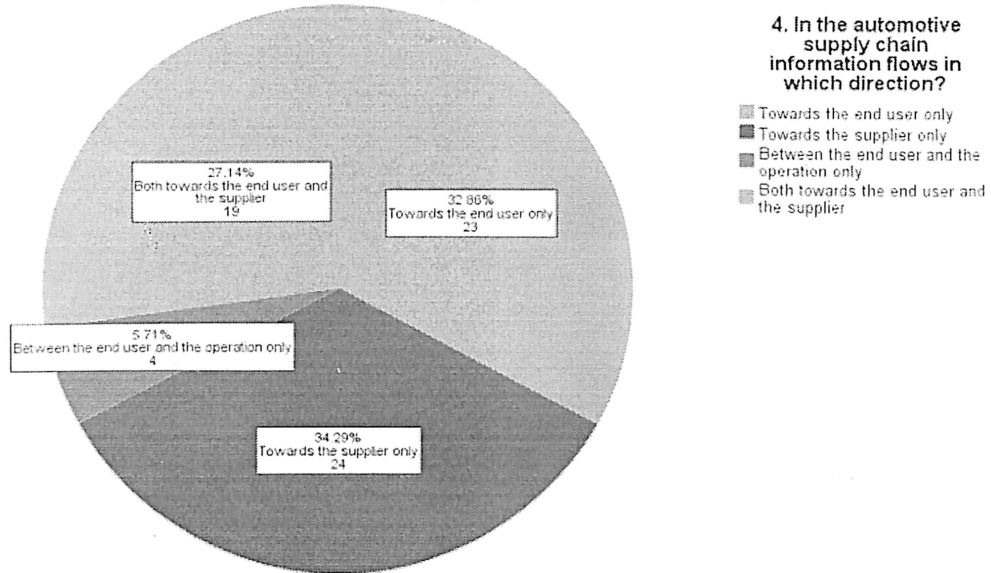 4. In the automotive
supply chain
information flows in
which direction?
Towards the end user only
Towards the supplier only
Between the end user and the
operation only
Both towards the end user and
the supplier
27.14%
Both towards the end user and
the supplier
19
32.86%
Towards the end user only
23
5.71%
Between the end user and the operation only
4
34.29%
Towards the supplier only
24